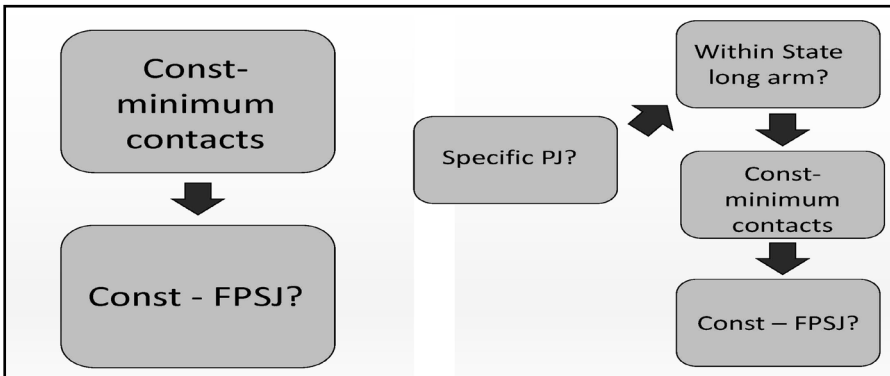 Const-
minimum
contacts
Const - FPSJ?
Specific PJ?
Within State
long arm?
Const-
minimum
contacts
Const – FPSJ?